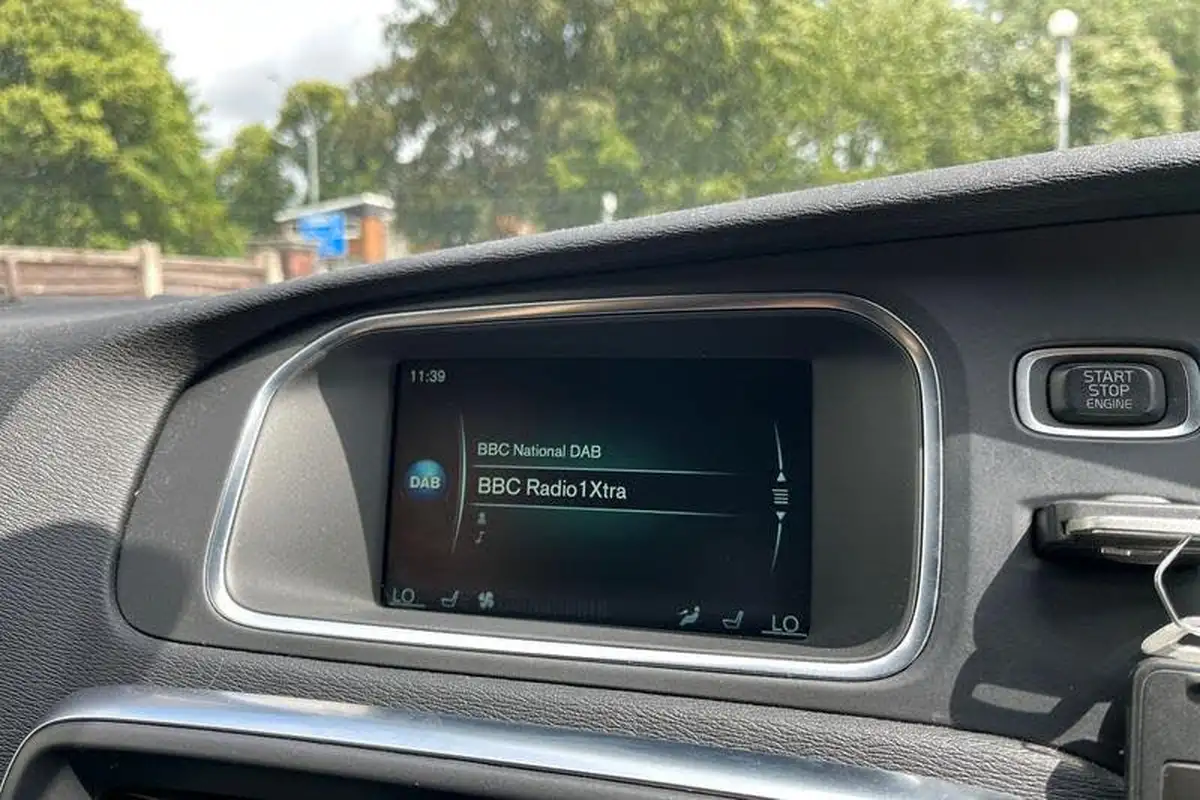 11:39
BBC National DAB
DAB
BBC Radio1Xtra
LO
LO
START
STOP
ENGINE